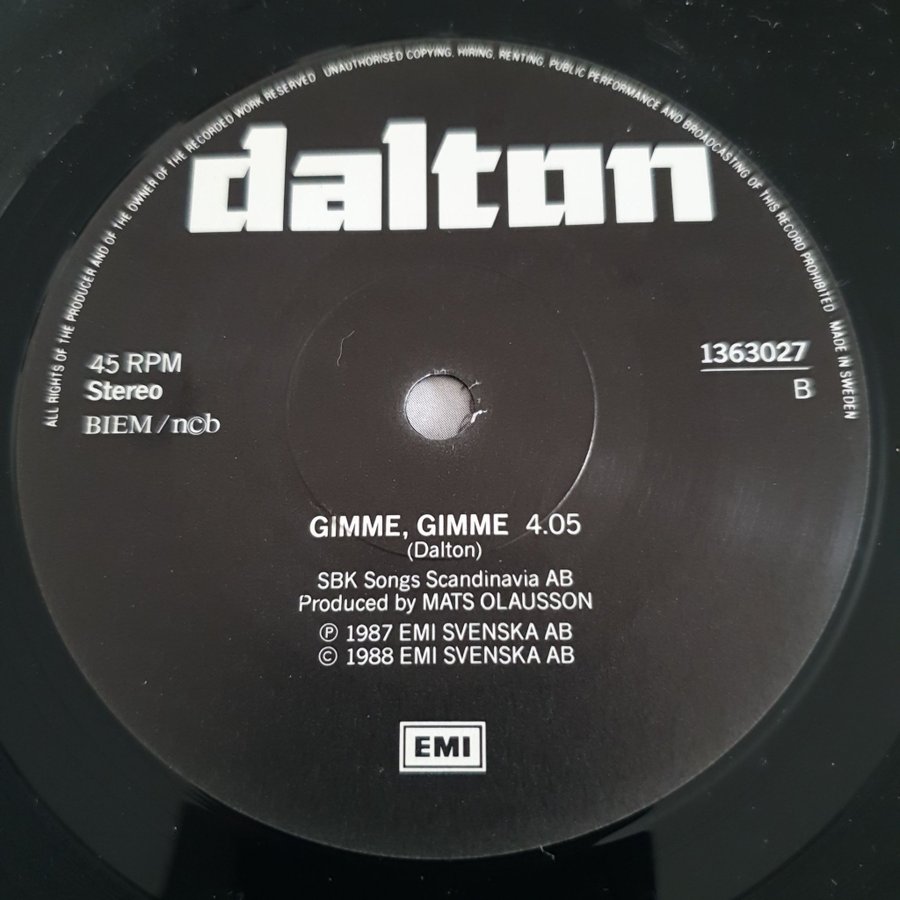 ALL RIGHTS OF THE PRODUCER AND OF THE OWNER OF THE RECORDED WORK RESERVED UNAUTHORISED COPYING, HIRING, RENTING, PUBLIC PERFORMANCE AND BROADCASTING OF THIS RECORD PROHIBITED MADE IN SWEDEN
dalton
45 RPM
Stereo
BIEM/n©b
1363027
B
GIMME, GIMME 4.05
(Dalton)
SBK Songs Scandinavia AB
Produced by MATS OLAUSSON
℗ 1987 EMI SVENSKA AB
© 1988 EMI SVENSKA AB
EMI